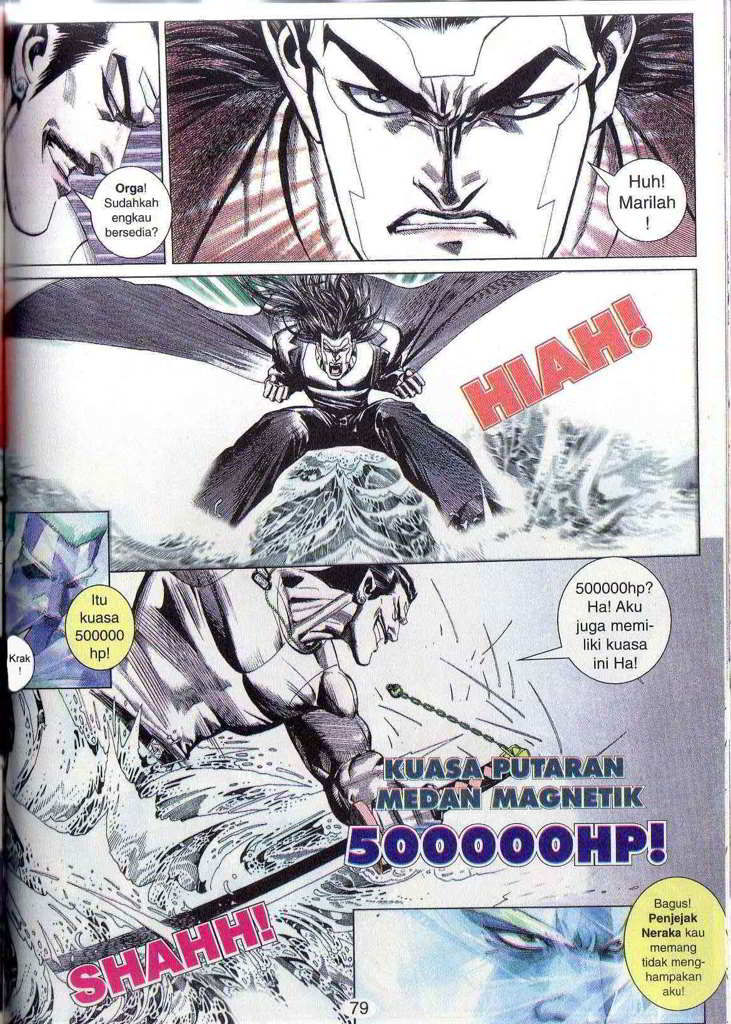 Orga!
Sudahkah
engkau
bersedia?
Huh!
Marilah
!
HIAH!
Itu
kuasa
500000
hp!
Krak
!
500000hp?
Ha! Aku
juga memi-
liki kuasa
ini Ha!
KUASA PUTARAN
MEDAN MAGNETIK
500000HP!
SHAHH!
Bagus!
Penjejak
Neraka kau
memang
tidak meng-
hampakan
aku!
79